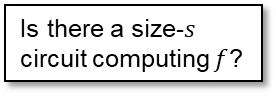 Is there a size-s
circuit computing f?